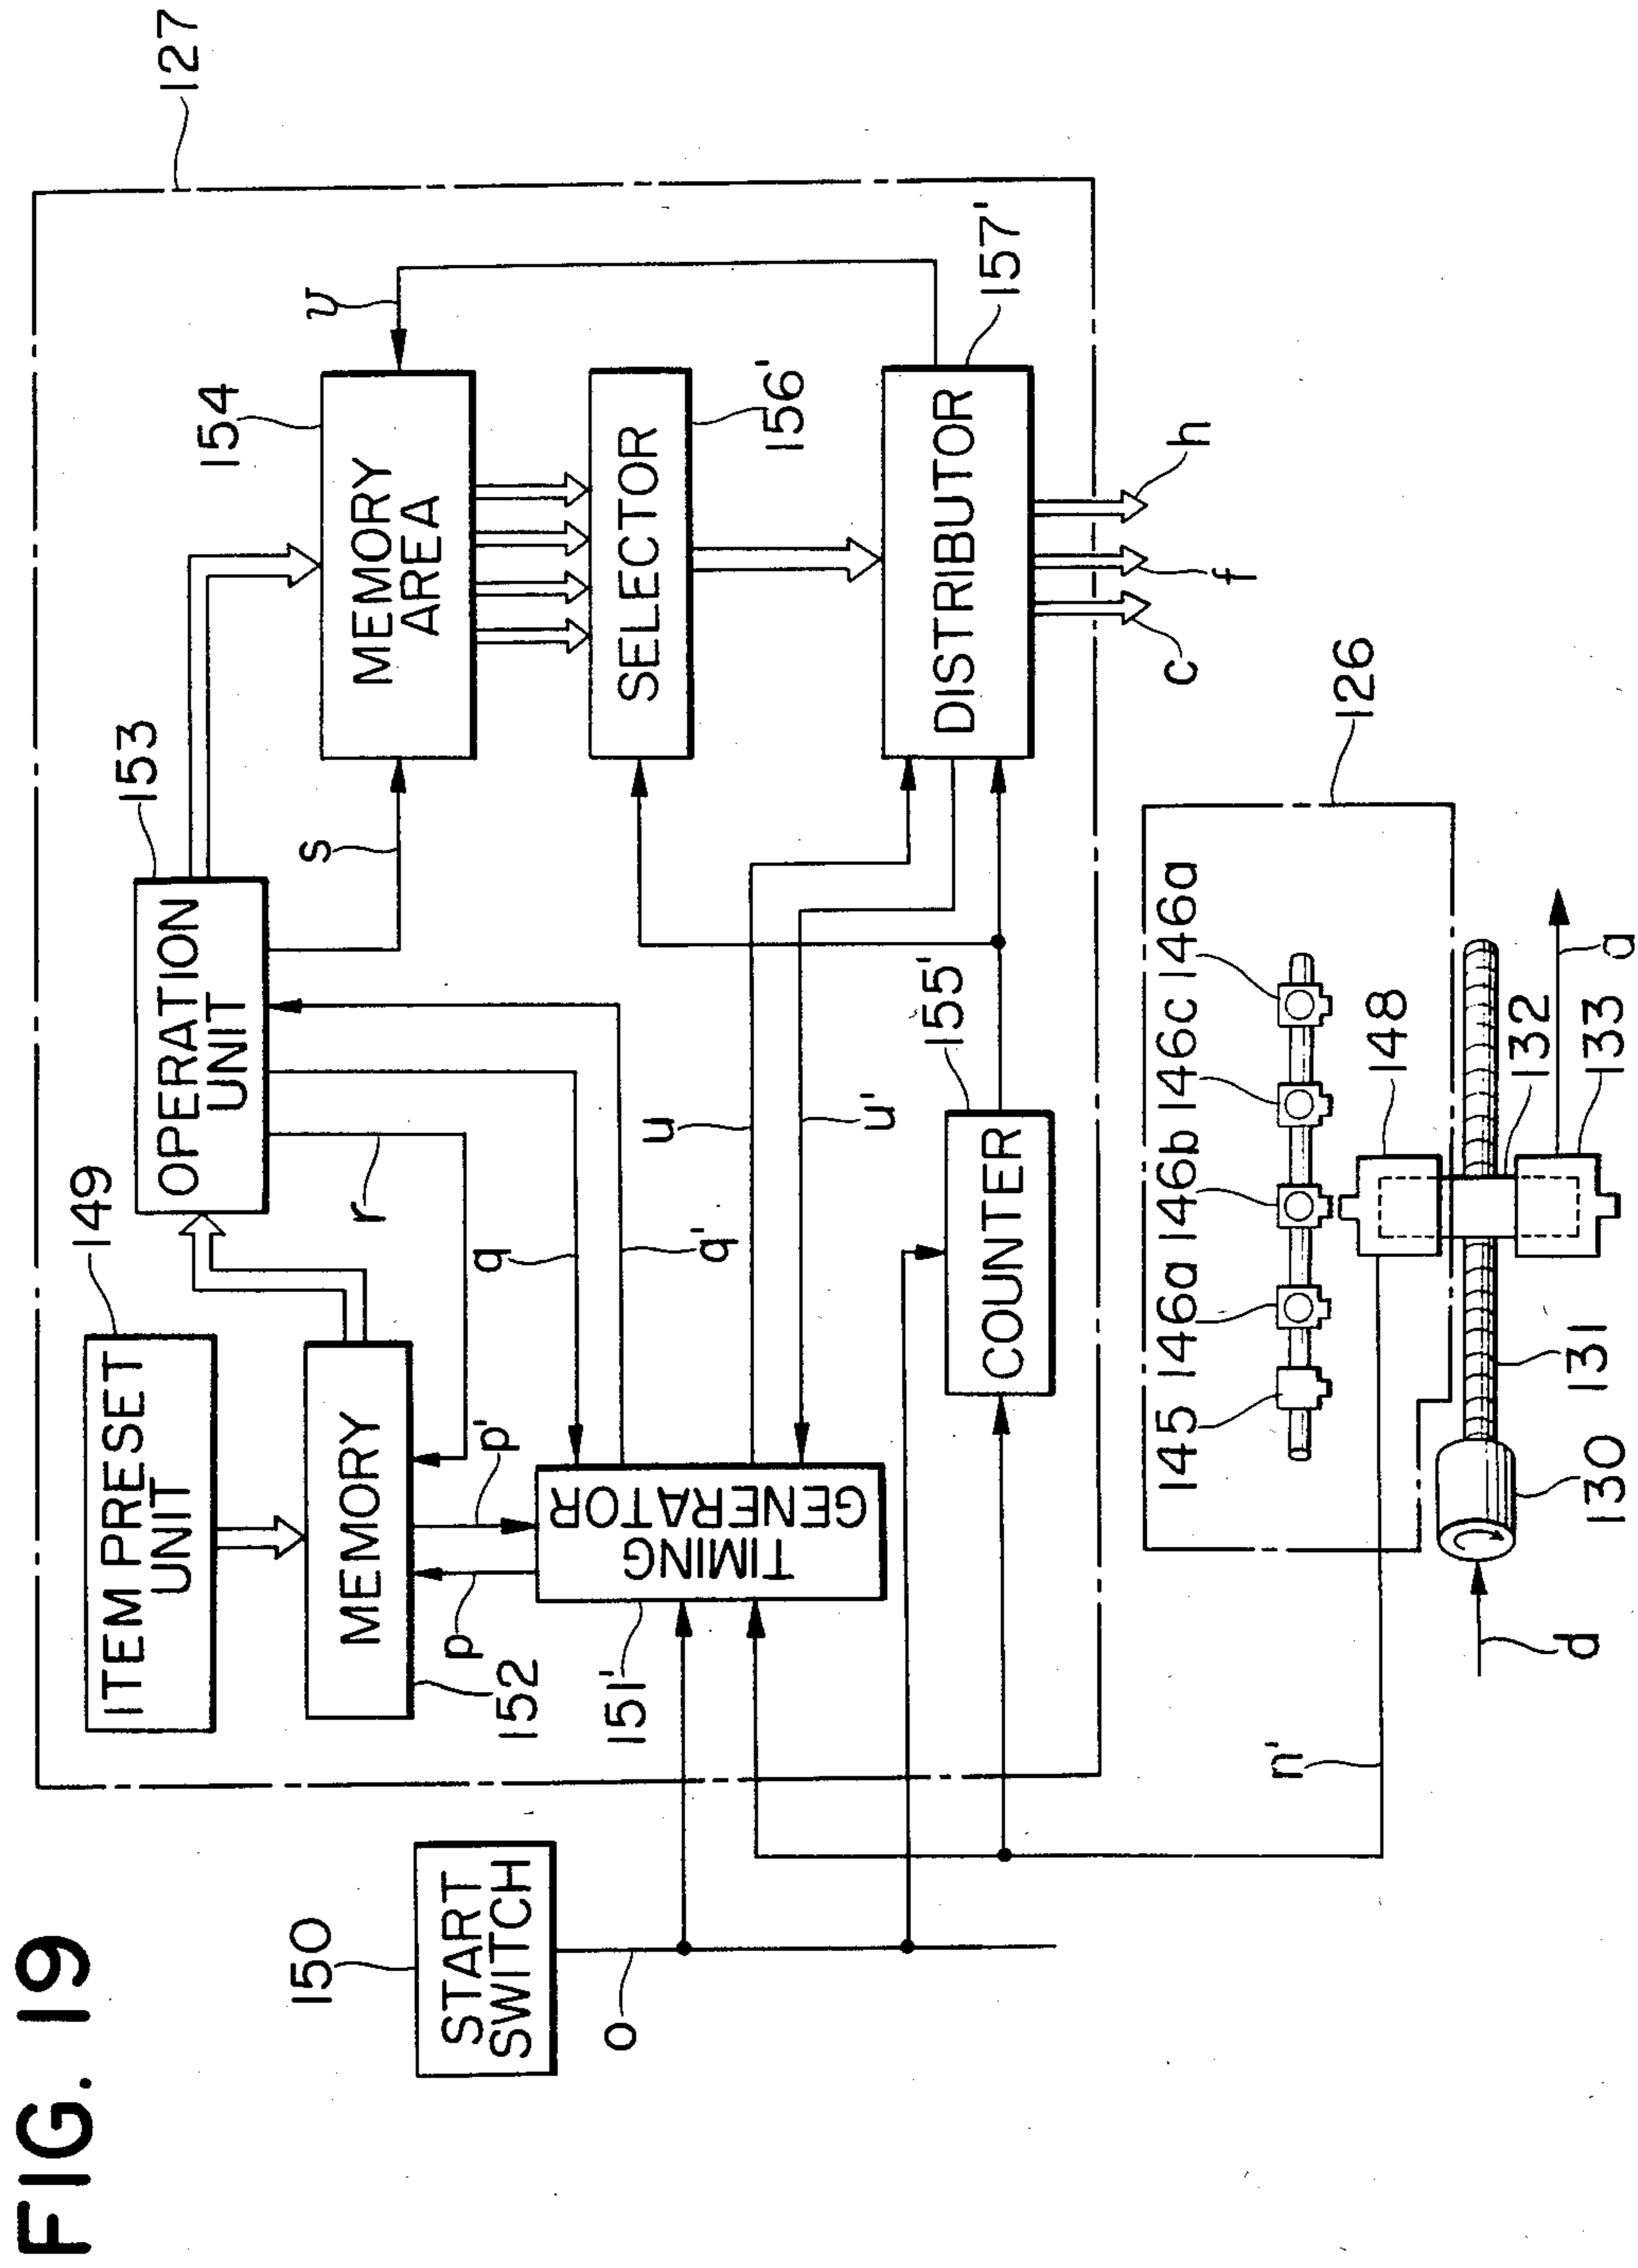 FIG. 19
127
ITEM PRESET
UNIT
149
OPERATION
UNIT
153
MEMORY
152
MEMORY
AREA
154
SELECTOR
156'
DISTRIBUTOR
157'
TIMING
GENERATOR
151'
COUNTER
155'
START
SWITCH
150
o
p
p'
r
q
q'
s
u
u'
υ
c
f
h
n'
126
145
146a
146b
146c
146a
148
130
131
132
133
d
a